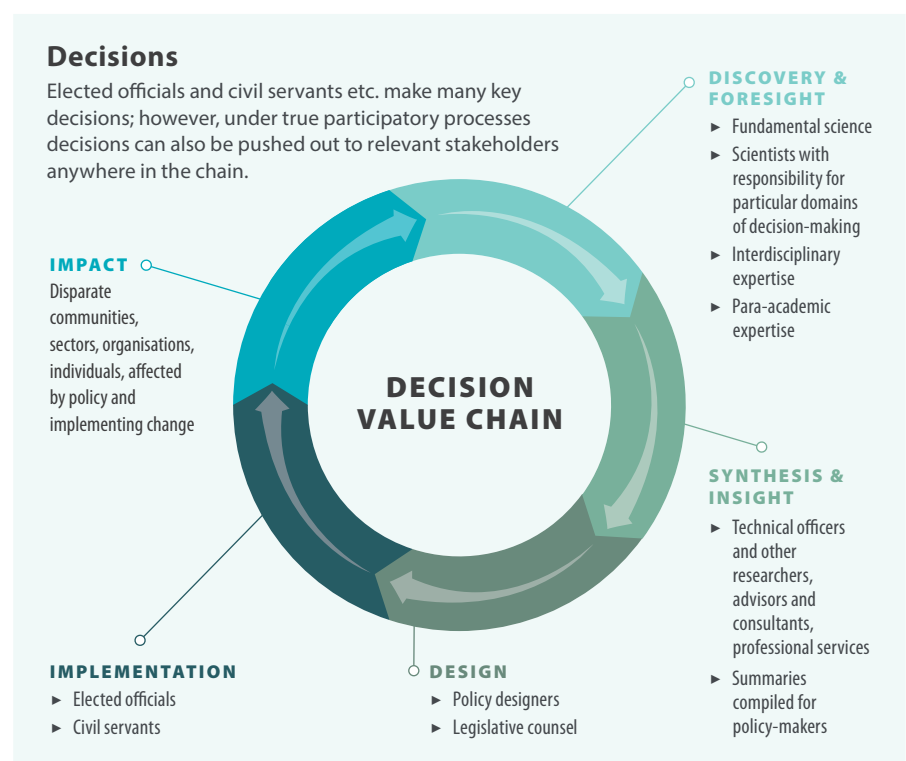 Decisions
Elected officials and civil servants etc. make many key
decisions; however, under true participatory processes
decisions can also be pushed out to relevant stakeholders
anywhere in the chain.
DISCOVERY &
FORESIGHT
► Fundamental science
► Scientists with
responsibility for
particular domains
of decision-making
► Interdisciplinary
expertise
► Para-academic
expertise
SYNTHESIS &
INSIGHT
► Technical officers
and other
researchers,
advisors and
consultants,
professional services
► Summaries
compiled for
policy-makers
DESIGN
► Policy designers
► Legislative counsel
IMPLEMENTATION
► Elected officials
► Civil servants
IMPACT
Disparate
communities,
sectors, organisations,
individuals, affected
by policy and
implementing change
DECISION
VALUE CHAIN